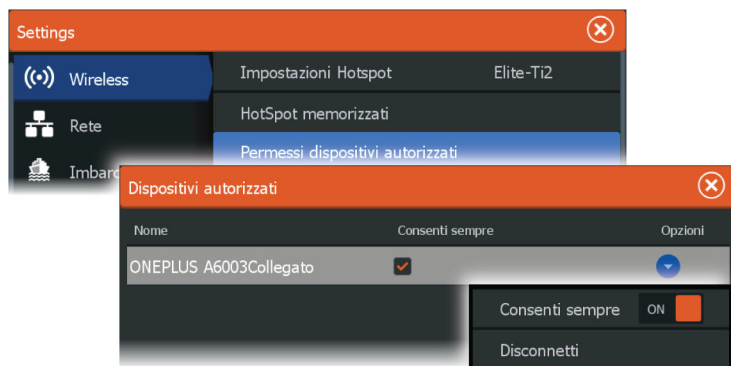 Settings
Wireless
Impostazioni Hotspot Elite-Ti2
HotSpot memorizzati
Rete
Permessi dispositivi autorizzati
Dispositivi autorizzati
Nome Consenti sempre Opzioni
ONEPLUS A6003Collegato
Consenti sempre ON
Disconnetti